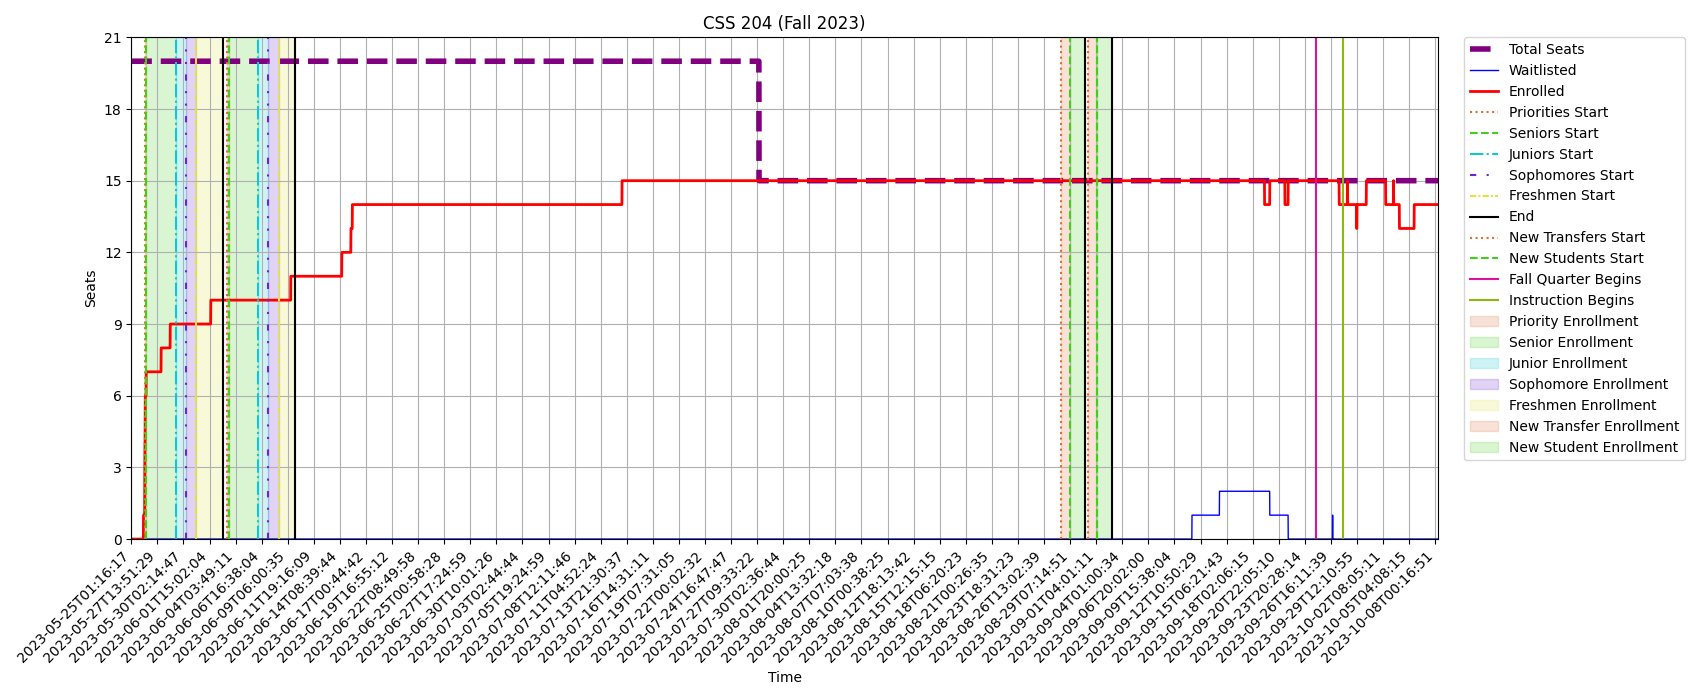 CSS 204 (Fall 2023)
21
18
15
12
9
6
3
0
Seats
2023-05-25T01:16:17
2023-05-27T13:51:29
2023-05-30T02:14:47
2023-06-01T15:02:04
2023-06-04T03:49:11
2023-06-06T16:38:04
2023-06-09T06:00:35
2023-06-11T19:16:09
2023-06-14T08:39:44
2023-06-17T00:44:42
2023-06-19T16:55:12
2023-06-22T08:49:58
2023-06-25T00:58:28
2023-06-27T17:24:59
2023-06-30T10:01:26
2023-07-03T02:44:44
2023-07-05T19:24:59
2023-07-08T12:11:46
2023-07-11T04:52:24
2023-07-13T21:30:37
2023-07-16T14:31:11
2023-07-19T07:31:05
2023-07-22T00:02:32
2023-07-24T16:47:47
2023-07-27T09:33:22
2023-07-30T02:36:44
2023-08-01T20:00:25
2023-08-04T13:32:18
2023-08-07T07:03:38
2023-08-10T00:38:25
2023-08-12T18:13:42
2023-08-15T12:15:15
2023-08-18T06:20:23
2023-08-21T00:26:35
2023-08-23T18:31:23
2023-08-26T13:02:39
2023-08-29T07:14:51
2023-09-01T04:01:11
2023-09-04T01:00:34
2023-09-06T20:02:00
2023-09-09T15:38:04
2023-09-12T10:50:29
2023-09-15T06:21:43
2023-09-18T02:06:15
2023-09-20T22:05:10
2023-09-23T20:28:14
2023-09-26T16:11:39
2023-09-29T12:10:55
2023-10-02T08:05:11
2023-10-05T04:08:15
2023-10-08T00:16:51
Time
Total Seats
Waitlisted
Enrolled
Priorities Start
Seniors Start
Juniors Start
Sophomores Start
Freshmen Start
End
New Transfers Start
New Students Start
Fall Quarter Begins
Instruction Begins
Priority Enrollment
Senior Enrollment
Junior Enrollment
Sophomore Enrollment
Freshmen Enrollment
New Transfer Enrollment
New Student Enrollment